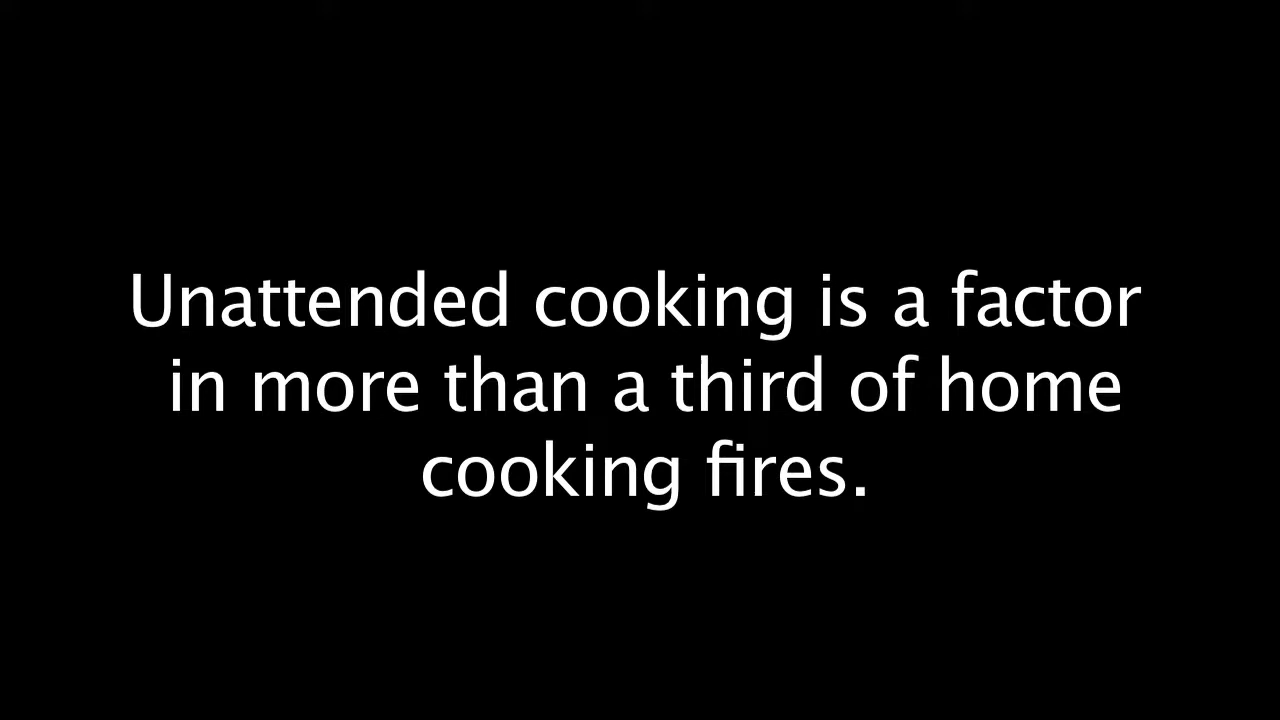 Unattended cooking is a factor
in more than a third of home
cooking fires.